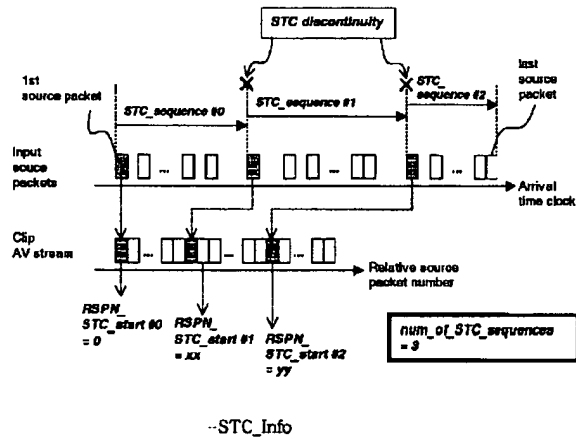 STC discontinuity
1st
source packet
last
source
packet
STC_sequence #0
STC_sequence #1
STC_
sequence #2
Input
souce
packets
...
...
...
Arrival
time clock
Clip
AV stream
...
...
...
Relative source
packet number
RSPN_
STC_start #0
= 0
RSPN_
STC_start #1
= xx
RSPN_
STC_start #2
= yy
num_of_STC_sequences
= 3
--STC_Info